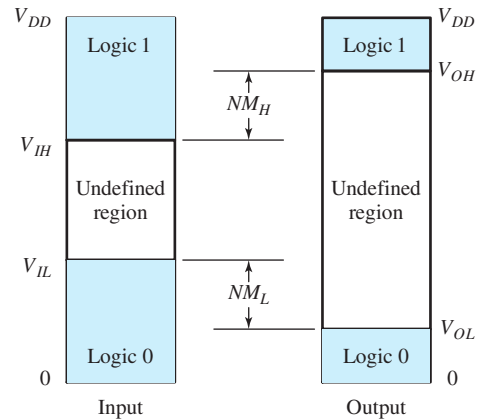 V_DD
Logic 1
V_IH
Undefined
region
V_IL
Logic 0
0
Input
NM_H
NM_L
V_DD
Logic 1
V_OH
Undefined
region
V_OL
Logic 0
0
Output